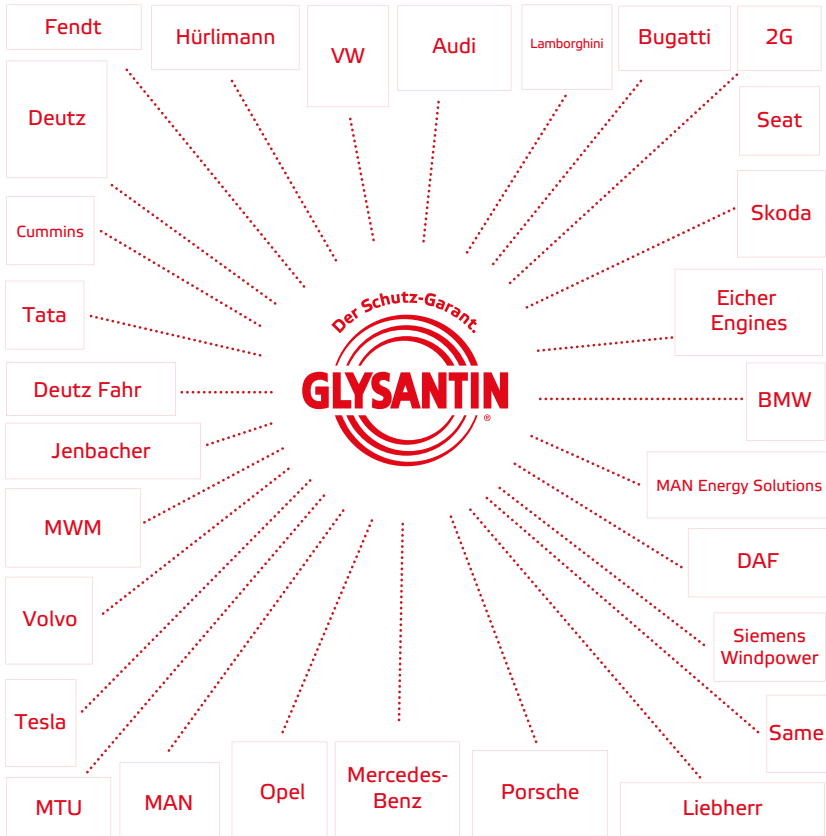 Fendt
Hürlimann
VW
Audi
Lamborghini
Bugatti
2G
Deutz
Seat
Cummins
Skoda
Tata
Eicher
Engines
Der Schutz-Garant.
GLYSANTIN
®
Deutz Fahr
BMW
Jenbacher
MAN Energy Solutions
MWM
DAF
Volvo
Siemens
Windpower
Tesla
Same
MTU
MAN
Opel
Mercedes-
Benz
Porsche
Liebherr